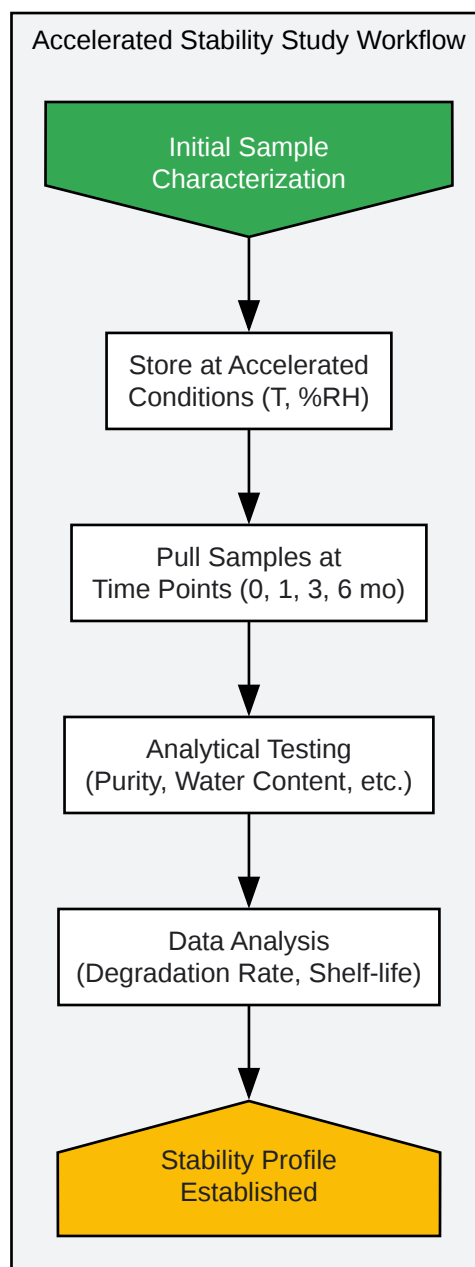 Accelerated Stability Study Workflow
Initial Sample
Characterization
Store at Accelerated
Conditions (T, %RH)
Pull Samples at
Time Points (0, 1, 3, 6 mo)
Analytical Testing
(Purity, Water Content, etc.)
Data Analysis
(Degradation Rate, Shelf-life)
Stability Profile
Established